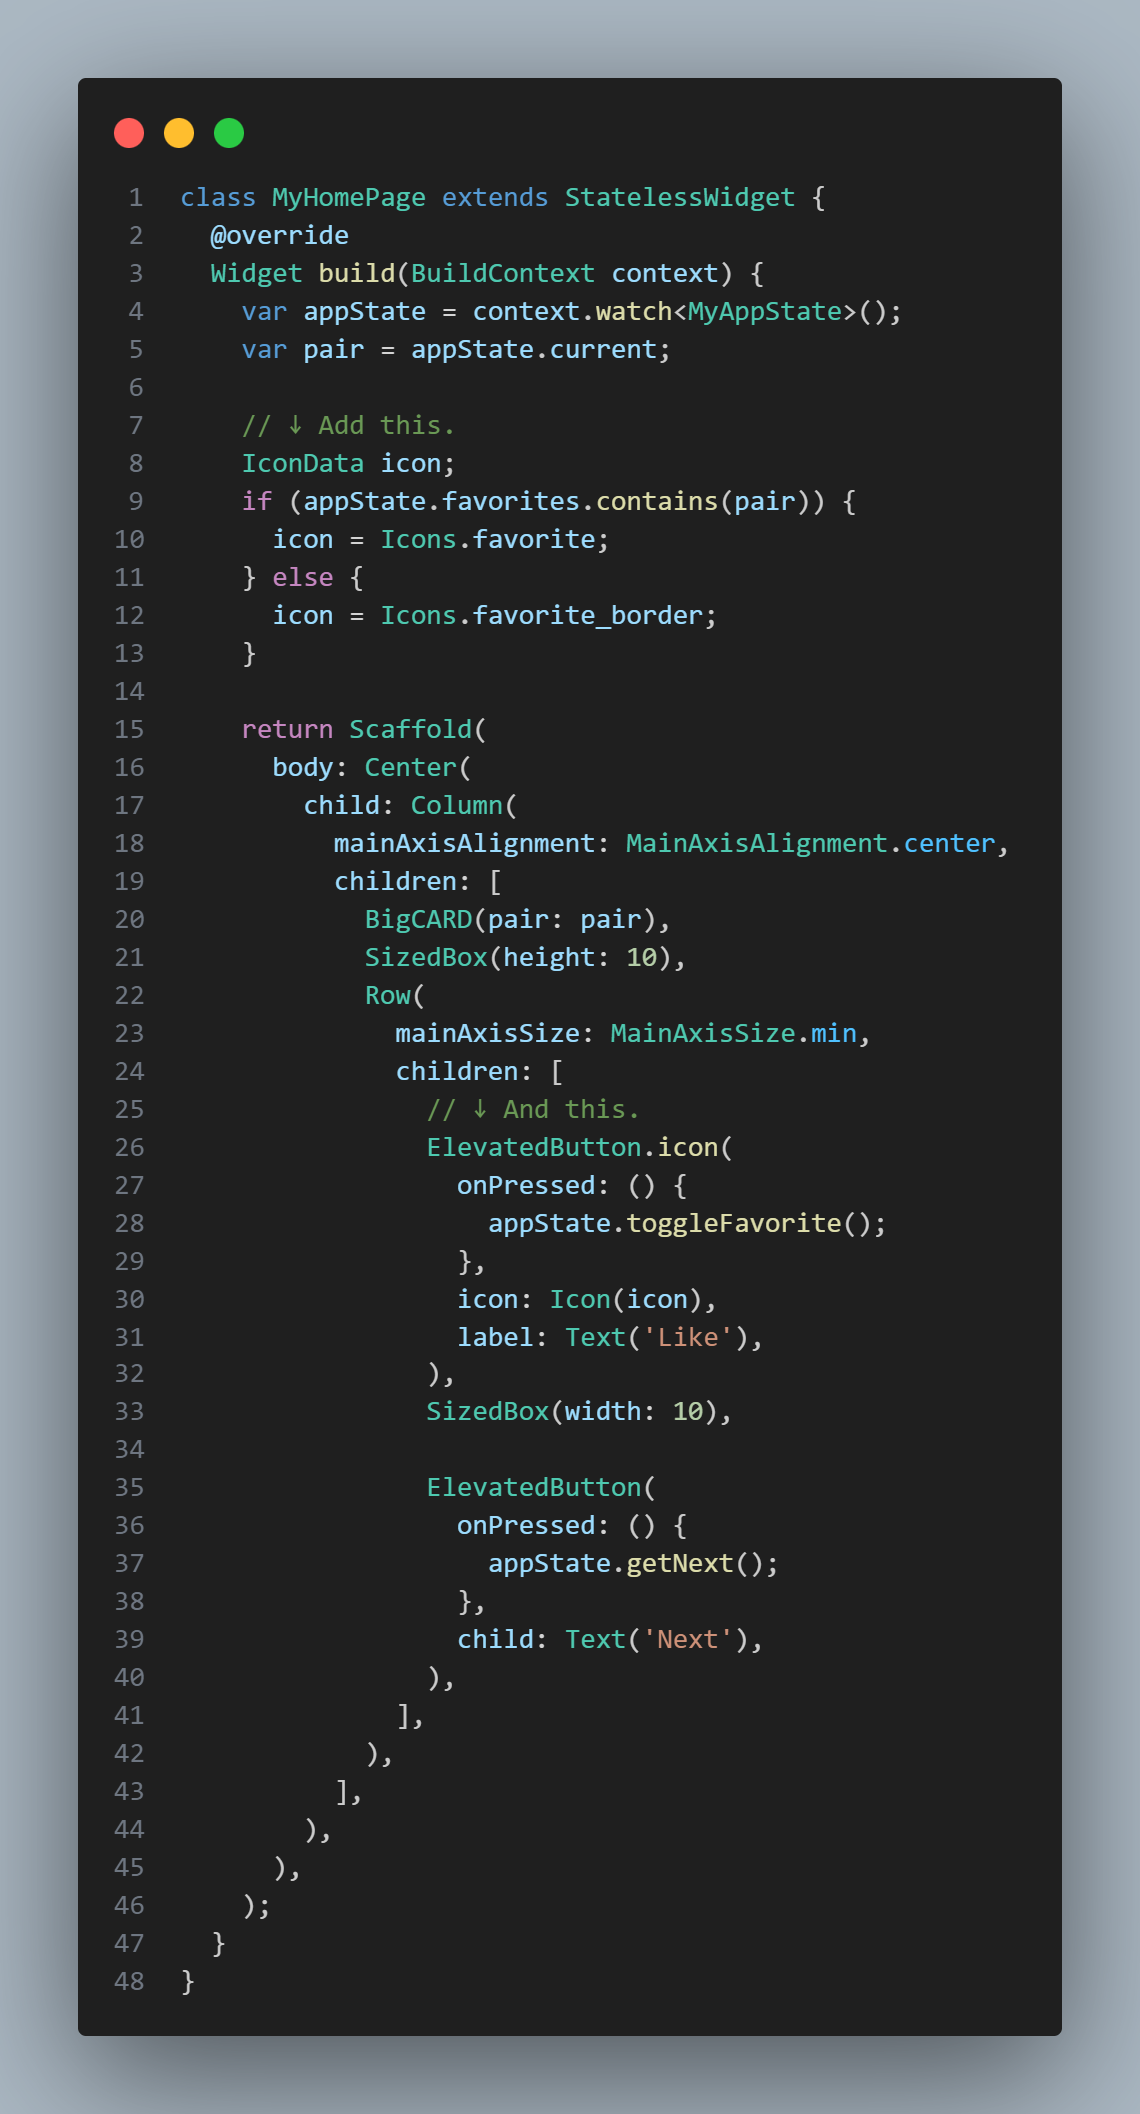 1 class MyHomePage extends StatelessWidget {
2   @override
3   Widget build(BuildContext context) {
4     var appState = context.watch<MyAppState>();
5     var pair = appState.current;
6
7     // ↓ Add this.
8     IconData icon;
9     if (appState.favorites.contains(pair)) {
10       icon = Icons.favorite;
11     } else {
12       icon = Icons.favorite_border;
13     }
14
15     return Scaffold(
16       body: Center(
17         child: Column(
18           mainAxisAlignment: MainAxisAlignment.center,
19           children: [
20             BigCARD(pair: pair),
21             SizedBox(height: 10),
22             Row(
23               mainAxisSize: MainAxisSize.min,
24               children: [
25                 // ↓ And this.
26                 ElevatedButton.icon(
27                   onPressed: () {
28                     appState.toggleFavorite();
29                   },
30                   icon: Icon(icon),
31                   label: Text('Like'),
32                 ),
33                 SizedBox(width: 10),
34
35                 ElevatedButton(
36                   onPressed: () {
37                     appState.getNext();
38                   },
39                   child: Text('Next'),
40                 ),
41               ],
42             ),
43           ],
44         ),
45       ),
46     );
47   }
48 }